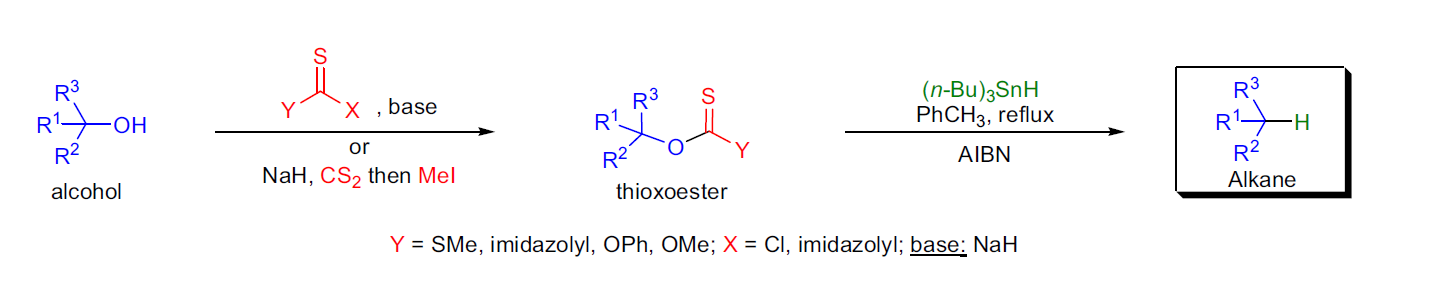 R³
R¹
OH
R²
alcohol
S
Y
X
, base
or
NaH, CS₂ then MeI
R³
R¹
R²
O
S
Y
thioxoester
(n-Bu)₃SnH
PhCH₃, reflux
AIBN
R³
R¹
H
R²
Alkane
Y = SMe, imidazolyl, OPh, OMe; X = Cl, imidazolyl; base: NaH